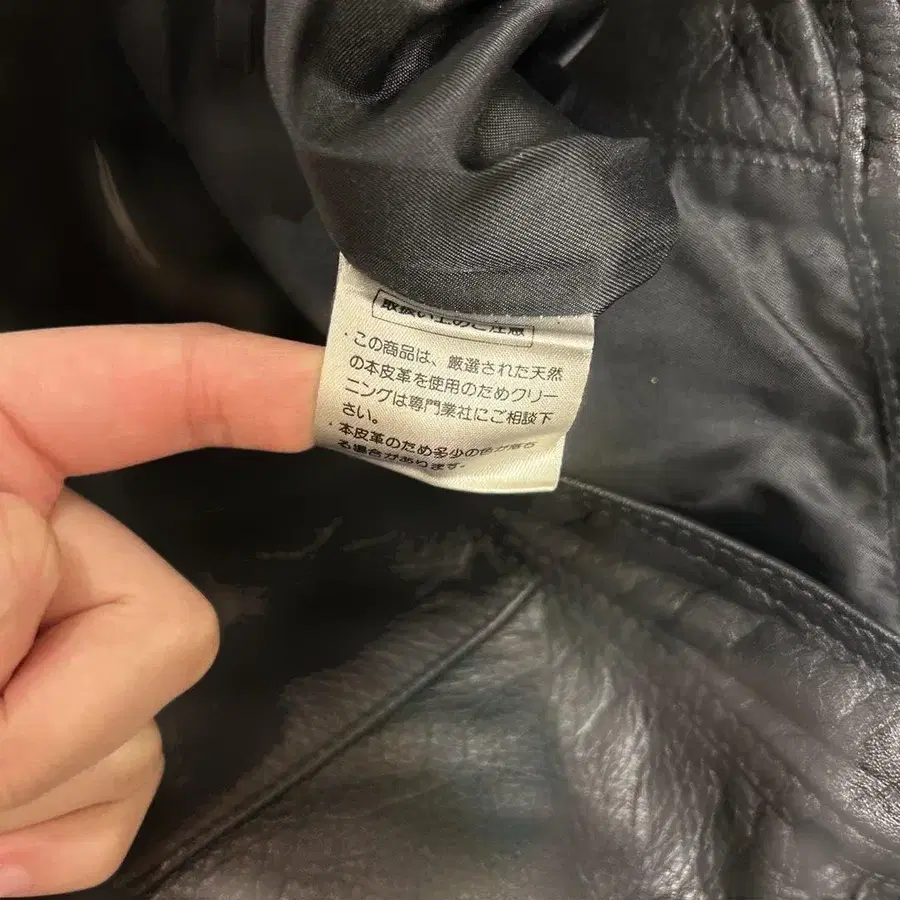 取扱い上のご注意
・この商品は、厳選された天然
の本皮革を使用のためクリー
ニングは専門業社にご相談下
さい。
・本皮革のため多少の色が落ち
る場合があります。